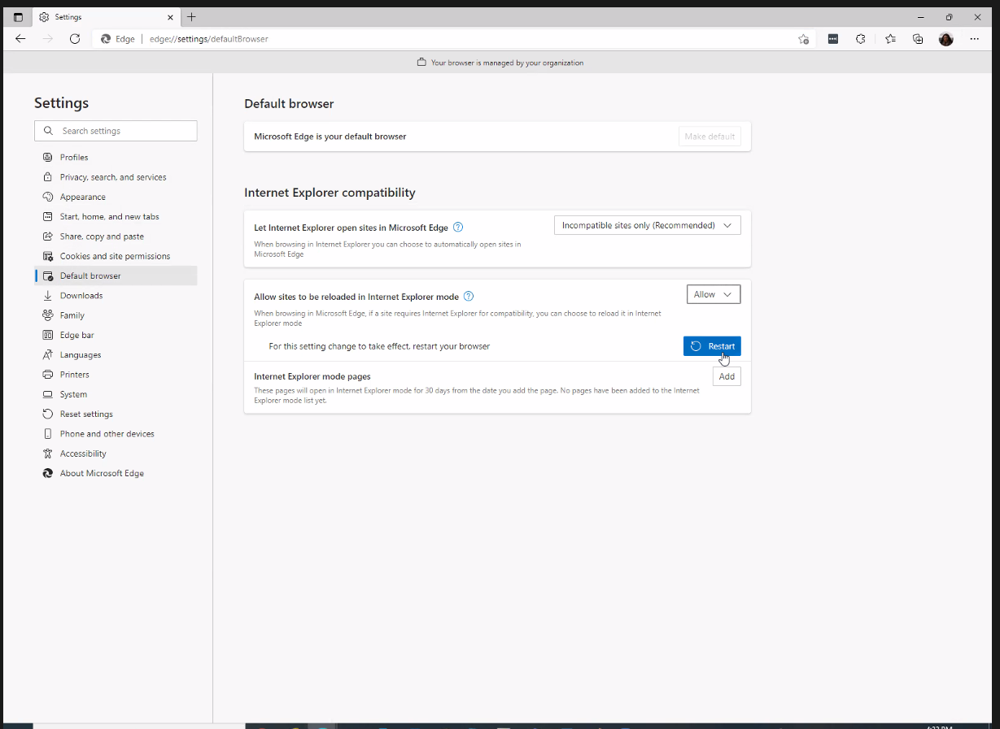 Settings
Edge
edge://settings/defaultBrowser
Your browser is managed by your organization
Settings
Search settings
Profiles
Privacy, search, and services
Appearance
Start, home, and new tabs
Share, copy and paste
Cookies and site permissions
Default browser
Downloads
Family
Edge bar
Languages
Printers
System
Reset settings
Phone and other devices
Accessibility
About Microsoft Edge
Default browser
Microsoft Edge is your default browser
Make default
Internet Explorer compatibility
Let Internet Explorer open sites in Microsoft Edge
Incompatible sites only (Recommended)
When browsing in Internet Explorer you can choose to automatically open sites in
Microsoft Edge
Allow sites to be reloaded in Internet Explorer mode
Allow
When browsing in Microsoft Edge, if a site requires Internet Explorer for compatibility, you can choose to reload it in Internet
Explorer mode
For this setting change to take effect, restart your browser
Restart
Internet Explorer mode pages
Add
These pages will open in Internet Explorer mode for 30 days from the date you add the page. No pages have been added to the Internet
Explorer mode list yet.